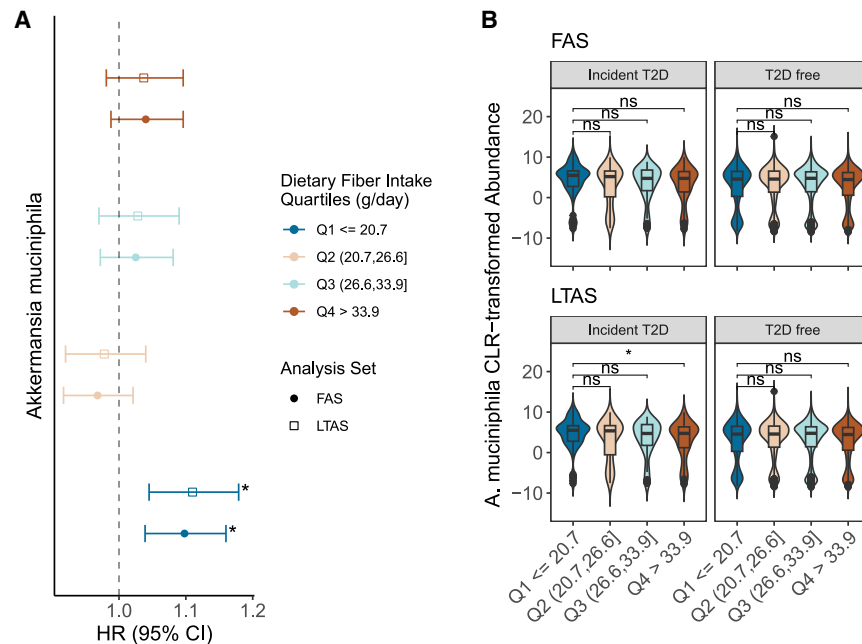 A
Akkermansia muciniphila
1.0
1.1
1.2
HR (95% CI)
Dietary Fiber Intake
Quartiles (g/day)
Q1 <= 20.7
Q2 (20.7,26.6]
Q3 (26.6,33.9]
Q4 > 33.9
Analysis Set
FAS
LTAS
*
*
B
FAS
Incident T2D
T2D free
A. muciniphila CLR-transformed Abundance
20
10
0
−10
ns
ns
ns
ns
ns
ns
LTAS
Incident T2D
T2D free
20
10
0
−10
*
ns
ns
ns
ns
ns
Q1 <= 20.7
Q2 (20.7,26.6]
Q3 (26.6,33.9]
Q4 > 33.9
Q1 <= 20.7
Q2 (20.7,26.6]
Q3 (26.6,33.9]
Q4 > 33.9